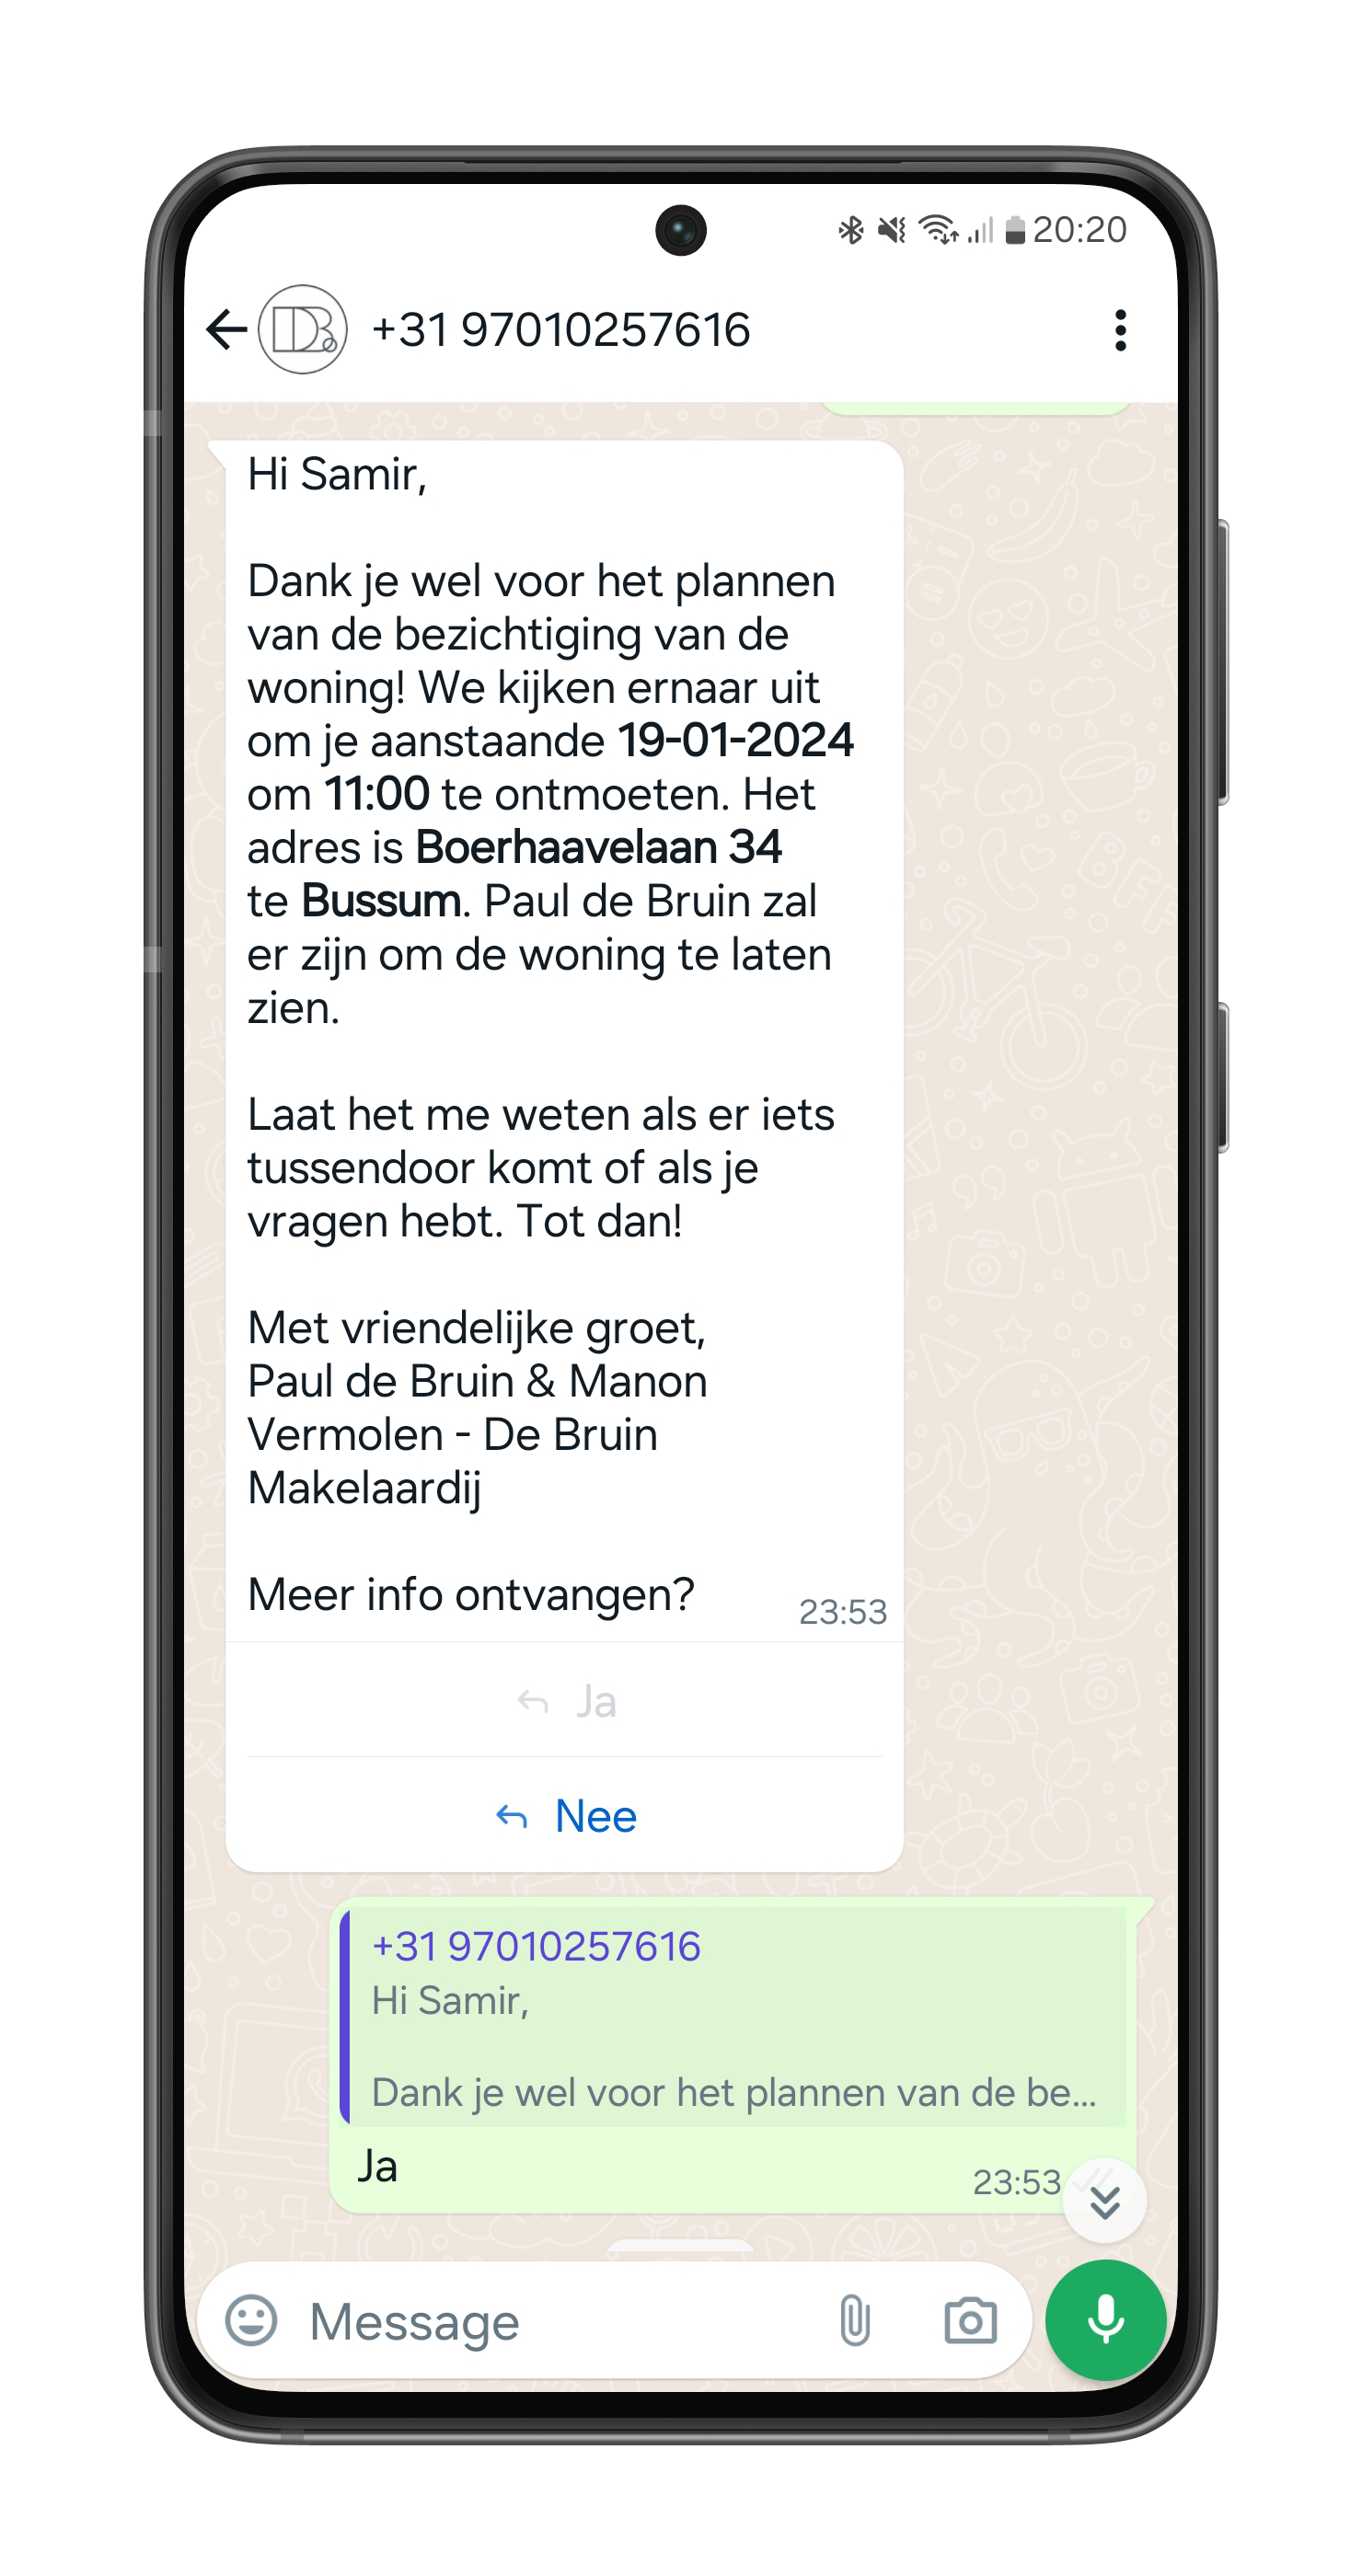 20:20
DB
+31 97010257616
Hi Samir,
Dank je wel voor het plannen
van de bezichtiging van de
woning! We kijken ernaar uit
om je aanstaande 19-01-2024
om 11:00 te ontmoeten. Het
adres is Boerhaavelaan 34
te Bussum. Paul de Bruin zal
er zijn om de woning te laten
zien.
Laat het me weten als er iets
tussendoor komt of als je
vragen hebt. Tot dan!
Met vriendelijke groet,
Paul de Bruin & Manon
Vermolen - De Bruin
Makelaardij
Meer info ontvangen?
23:53
Ja
Nee
+31 97010257616
Hi Samir,
Dank je wel voor het plannen van de be...
Ja
23:53
Message